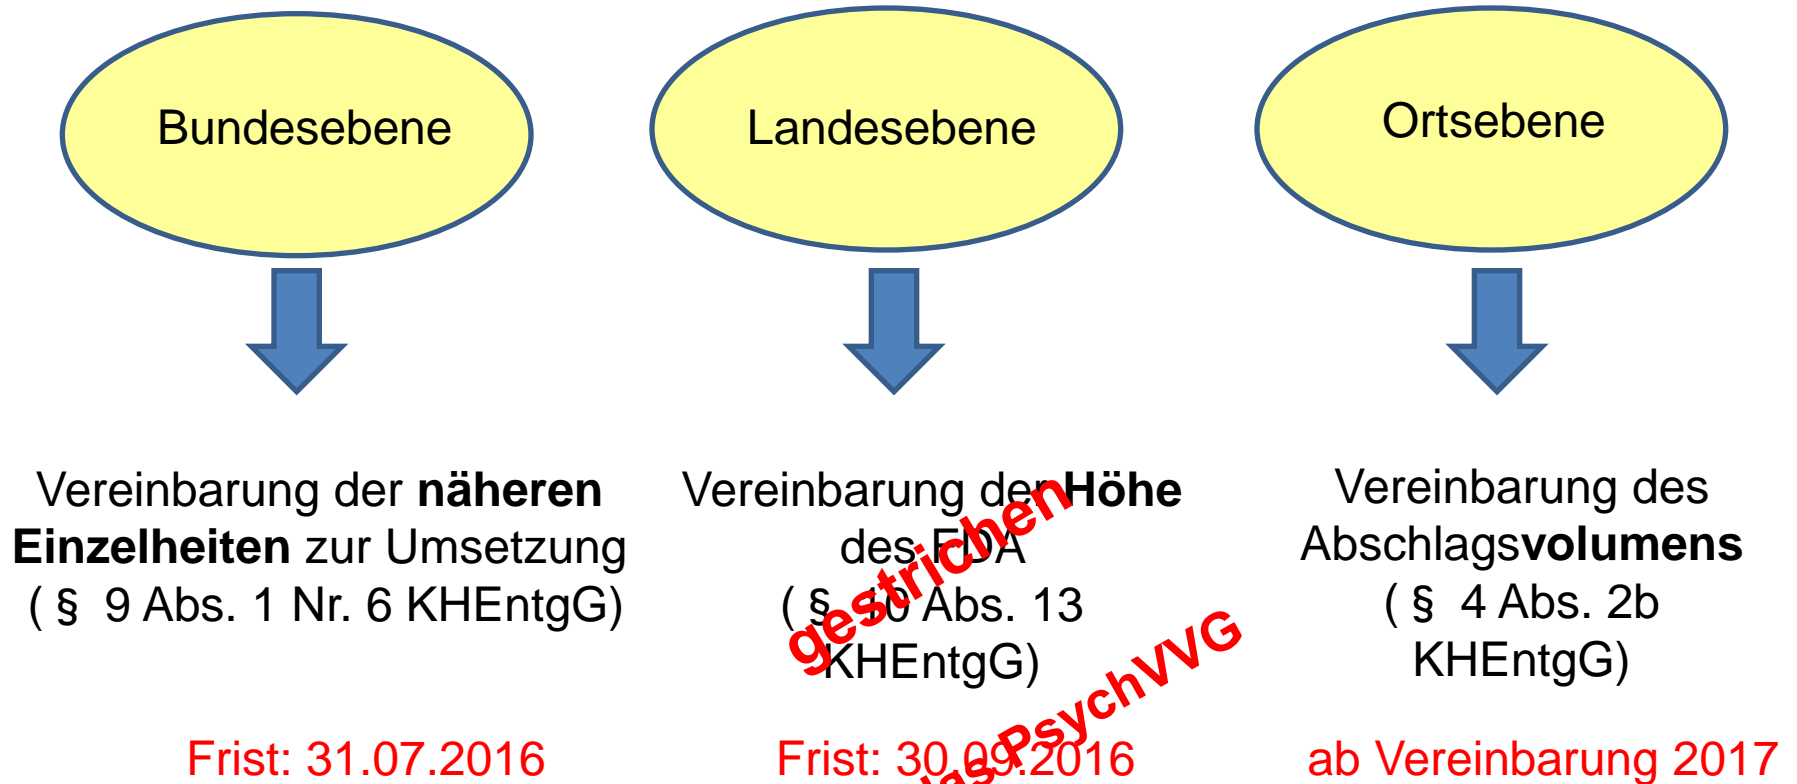 Bundesebene
Landesebene
Ortsebene
Vereinbarung der näheren
Einzelheiten zur Umsetzung
( § 9 Abs. 1 Nr. 6 KHEntgG)
Frist: 31.07.2016
Vereinbarung der Höhe
des FDA
( § 10 Abs. 13
KHEntgG)
Frist: 30.09.2016
gestrichen
das PsychVVG
Vereinbarung des
Abschlagsvolumens
( § 4 Abs. 2b
KHEntgG)
ab Vereinbarung 2017